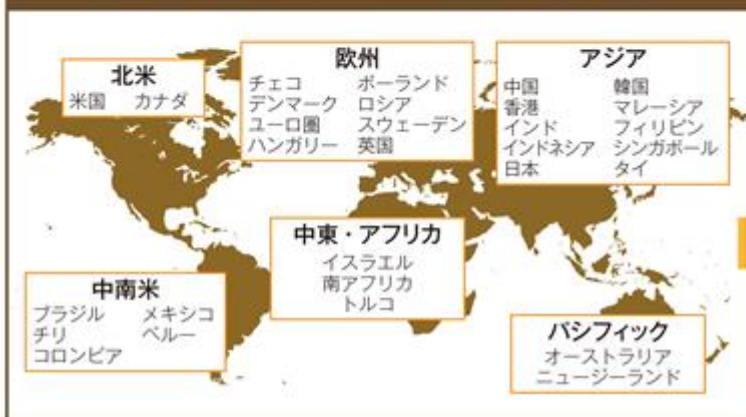 北米
米国 カナダ
欧州
チェコ ポーランド
デンマーク ロシア
ユーロ圏 スウェーデン
ハンガリー 英国
アジア
中国 韓国
香港 マレーシア
インド フィリピン
インドネシア シンガポール
日本 タイ
中東・アフリカ
イスラエル
南アフリカ
トルコ
中南米
ブラジル メキシコ
チリ ペルー
コロンビア
パシフィック
オーストラリア
ニュージーランド